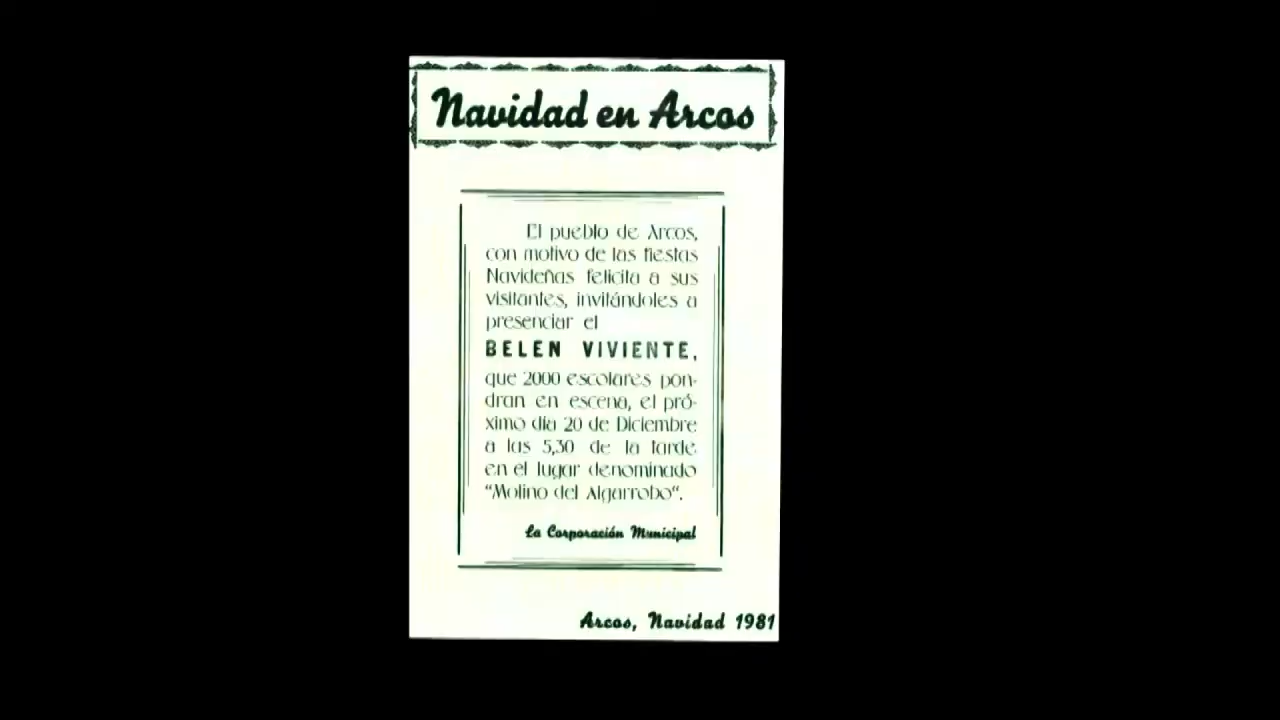 Navidad en Arcos
El pueblo de Arcos,
con motivo de las fiestas
Navideñas felicita a sus
visitantes, invitándoles a
presenciar el
BELEN VIVIENTE,
que 2000 escolares pon-
dran en escena, el pró-
ximo día 20 de Diciembre
a las 5,30 de la tarde
en el lugar denominado
“Molino del Algarrobo“.
La Corporación Municipal
Arcos, Navidad 1981